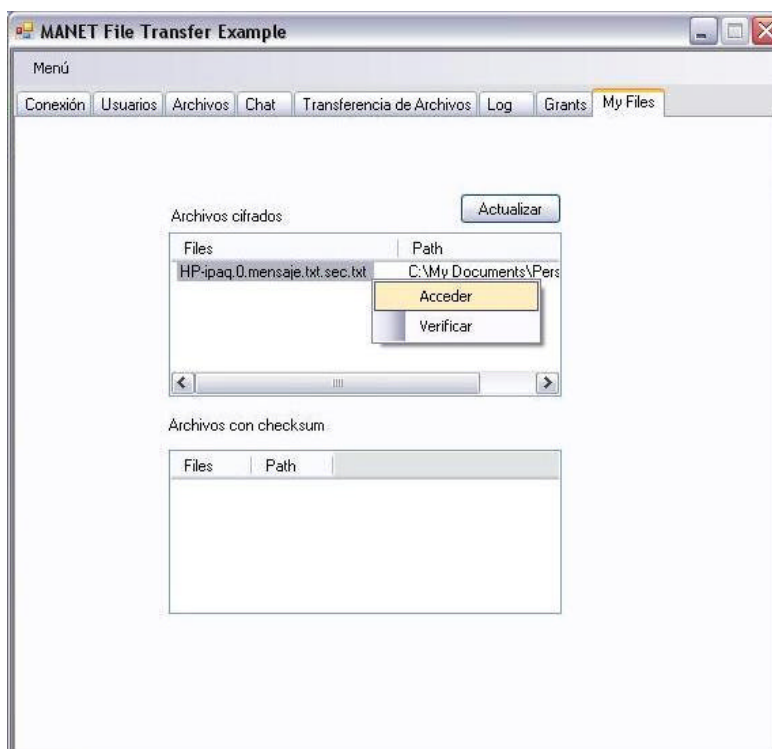 MANET File Transfer Example
Menú
Conexión Usuarios Archivos Chat Transferencia de Archivos Log Grants My Files
Archivos cifrados Actualizar
Files Path
HP-ipaq.0.mensaje.txt.sec.txt C:\My Documents\Pers
Acceder
Verificar
Archivos con checksum
Files Path